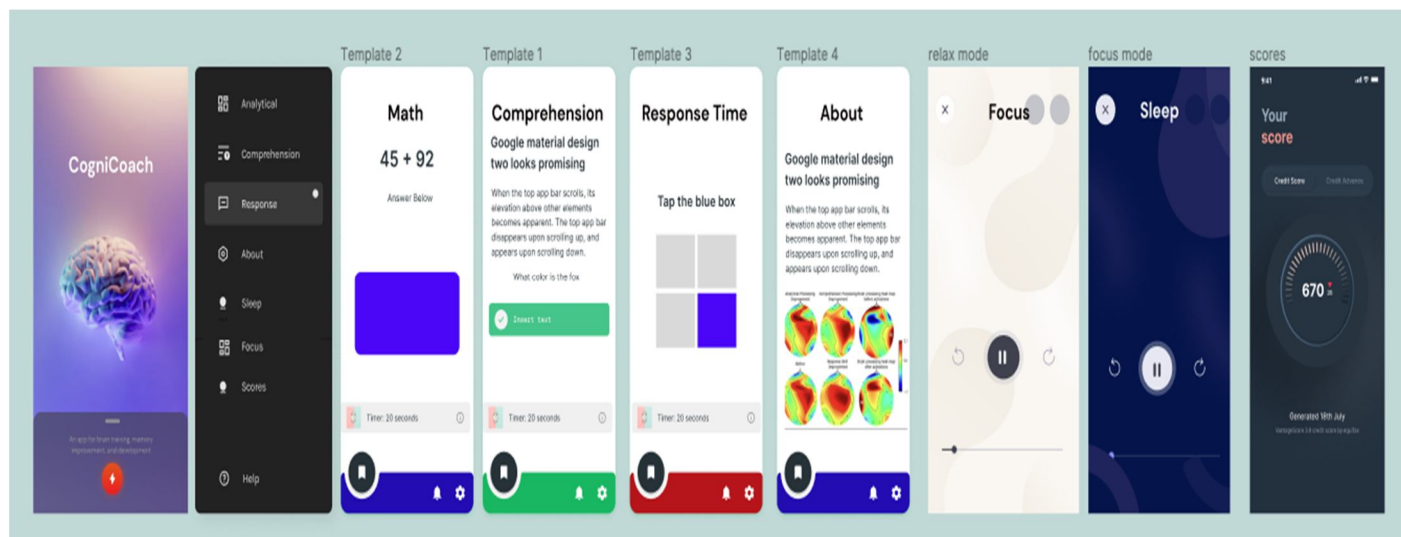 CogniCoach
An app for brain training, memory
improvement, and development
Analytical
Comprehension
Response
About
Sleep
Focus
Scores
Help
Template 2
Math
45 + 92
Answer Below
Timer: 20 seconds
Template 1
Comprehension
Google material design
two looks promising
When the top app bar scrolls, its
elevation above other elements
becomes apparent. The top app bar
disappears upon scrolling up, and
appears upon scrolling down.
What color is the fox
Insert text
Timer: 20 seconds
Template 3
Response Time
Tap the blue box
Timer: 20 seconds
Template 4
About
Google material design
two looks promising
When the top app bar scrolls, its
elevation above other elements
becomes apparent. The top app bar
disappears upon scrolling up, and
appears upon scrolling down.
relax mode
Focus
focus mode
Sleep
scores
9:41
Your
score
Credit Score
Credit Advance
670
Generated 18th July